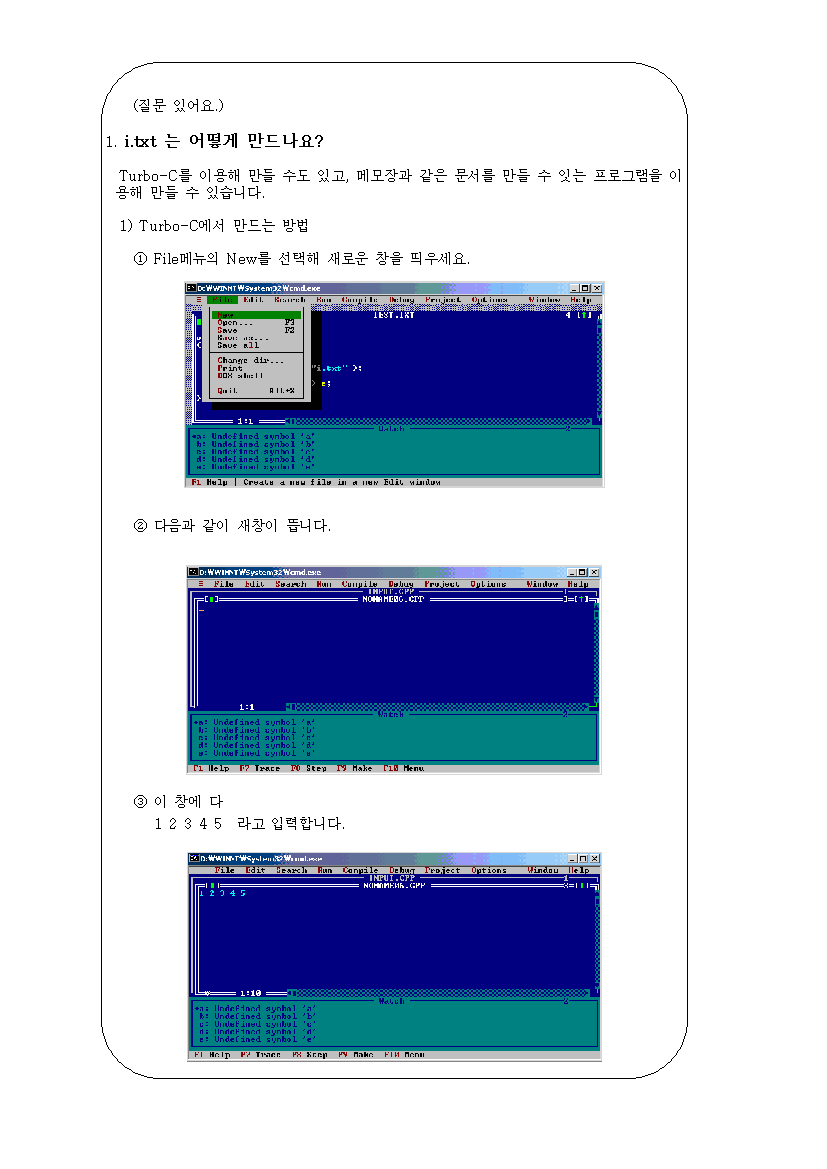 (질문 있어요.)
1. i.txt 는 어떻게 만드나요?
Turbo-C를 이용해 만들 수도 있고, 메모장과 같은 문서를 만들 수 잇는 프로그램을 이
용해 만들 수 있습니다.
1) Turbo-C에서 만드는 방법
① File메뉴의 New를 선택해 새로운 창을 띄우세요.
D:₩WINNT₩System32₩cmd.exe
≡ File Edit Search Run Compile Debug Project Options Window Help
TEST.TXT 4 [↑]
New
Open... F3
Save F2
Save as...
Save all
Change dir...
Print
DOS shell
Quit Alt+X
"i.txt" );
> e;
1:1
Watch 2
•a: Undefined symbol 'a'
b: Undefined symbol 'b'
c: Undefined symbol 'c'
d: Undefined symbol 'd'
e: Undefined symbol 'e'
F1 Help | Create a new file in a new Edit window
② 다음과 같이 새창이 뜹니다.
D:₩WINNT₩System32₩cmd.exe
≡ File Edit Search Run Compile Debug Project Options Window Help
INPUT.CPP 1
NONAME06.CPP 3=[↑]
1:1
Watch 2
•a: Undefined symbol 'a'
b: Undefined symbol 'b'
c: Undefined symbol 'c'
d: Undefined symbol 'd'
e: Undefined symbol 'e'
F1 Help F7 Trace F8 Step F9 Make F10 Menu
③ 이 창에 다
1 2 3 4 5 라고 입력합니다.
D:₩WINNT₩System32₩cmd.exe
File Edit Search Run Compile Debug Project Options Window Help
INPUT.CPP 1
NONAME06.CPP 3=[↑]
1 2 3 4 5
1:10
Watch 2
•a: Undefined symbol 'a'
b: Undefined symbol 'b'
c: Undefined symbol 'c'
d: Undefined symbol 'd'
e: Undefined symbol 'e'
F1 Help F7 Trace F8 Step F9 Make F10 Menu